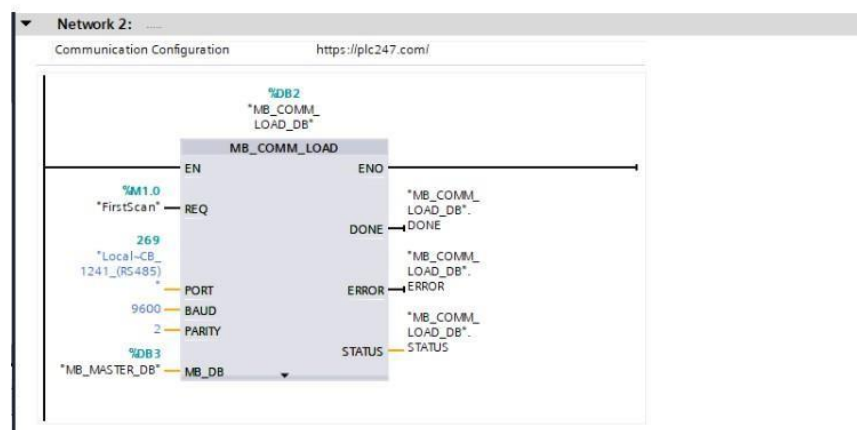 Network 2: .....
Communication Configuration https://plc247.com/
%DB2
"MB_COMM_
LOAD_DB"
MB_COMM_LOAD
EN ENO
%M1.0
"FirstScan" REQ
"MB_COMM_
LOAD_DB".
DONE DONE
269
"Local~CB_
1241_(RS485)
" PORT
"MB_COMM_
LOAD_DB".
ERROR ERROR
9600 BAUD
2 PARITY
"MB_COMM_
LOAD_DB".
STATUS STATUS
%DB3
"MB_MASTER_DB" MB_DB